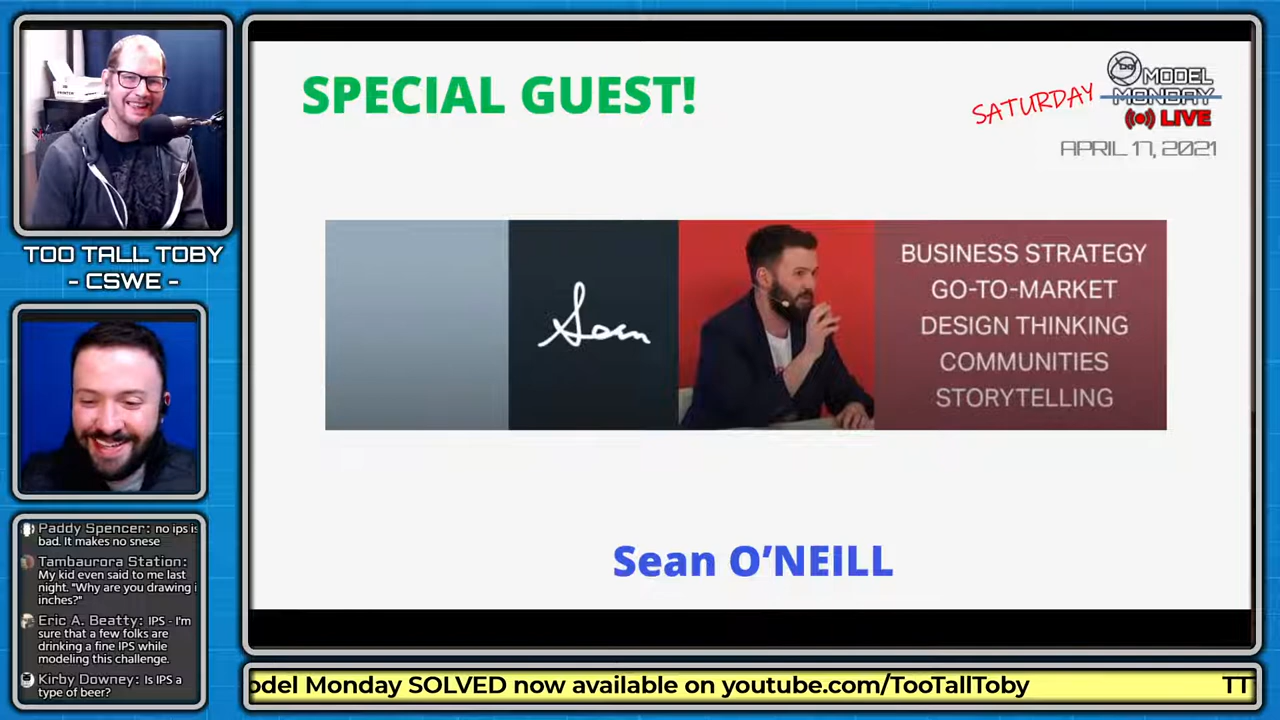 SPECIAL GUEST!
SATURDAY
MODEL
MONDAY
LIVE
APRIL 17, 2021
TOO TALL TOBY
- CSWE -
Sean
BUSINESS STRATEGY
GO-TO-MARKET
DESIGN THINKING
COMMUNITIES
STORYTELLING
Sean O’NEILL
Paddy Spencer: no ips is
bad. It makes no snese
Tambaurora Station:
My kid even said to me last
night. "Why are you drawing i
inches?"
Eric A. Beatty: IPS - I'm
sure that a few folks are
drinking a fine IPS while
modeling this challenge.
Kirby Downey: Is IPS a
type of beer?
odel Monday SOLVED now available on youtube.com/TooTallToby
TT